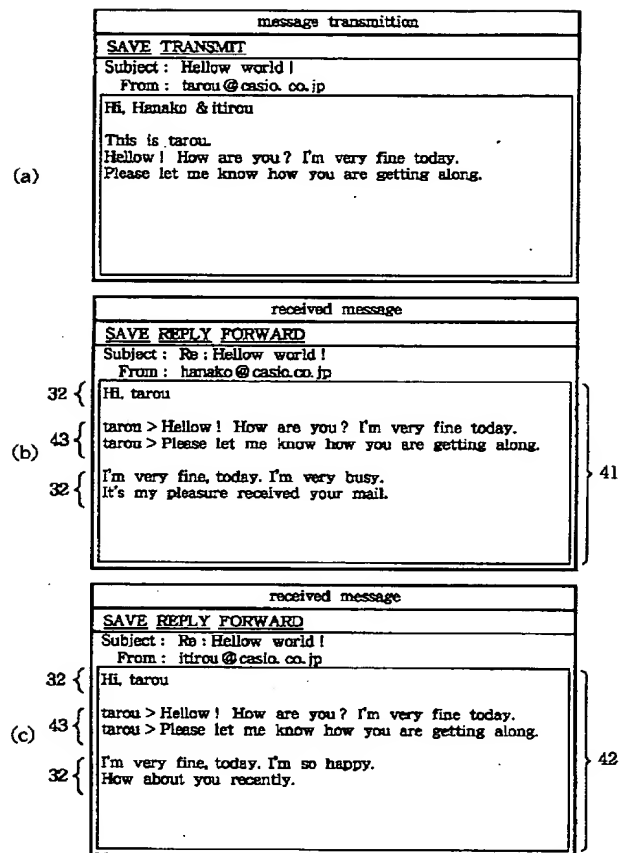 message transmittion
SAVE TRANSMIT
Subject : Hellow world !
From : tarou@casio. co. jp
Hi, Hanako & itirou
This is tarou.
Hellow ! How are you ? I'm very fine today.
Please let me know how you are getting along.
(a)
received message
SAVE REPLY FORWARD
Subject : Re : Hellow world !
From : hanako@casio.co.jp
32 { Hi, tarou
43 { tarou > Hellow ! How are you ? I'm very fine today.
tarou > Please let me know how you are getting along.
(b)
32 { I'm very fine, today. I'm very busy.
It's my pleasure received your mail.
41
received message
SAVE REPLY FORWARD
Subject : Re : Hellow world !
From : itirou@casio. co. jp
32 { Hi, tarou
43 { tarou > Hellow ! How are you ? I'm very fine today.
tarou > Please let me know how you are getting along.
(c)
32 { I'm very fine, today. I'm so happy.
How about you recently.
42